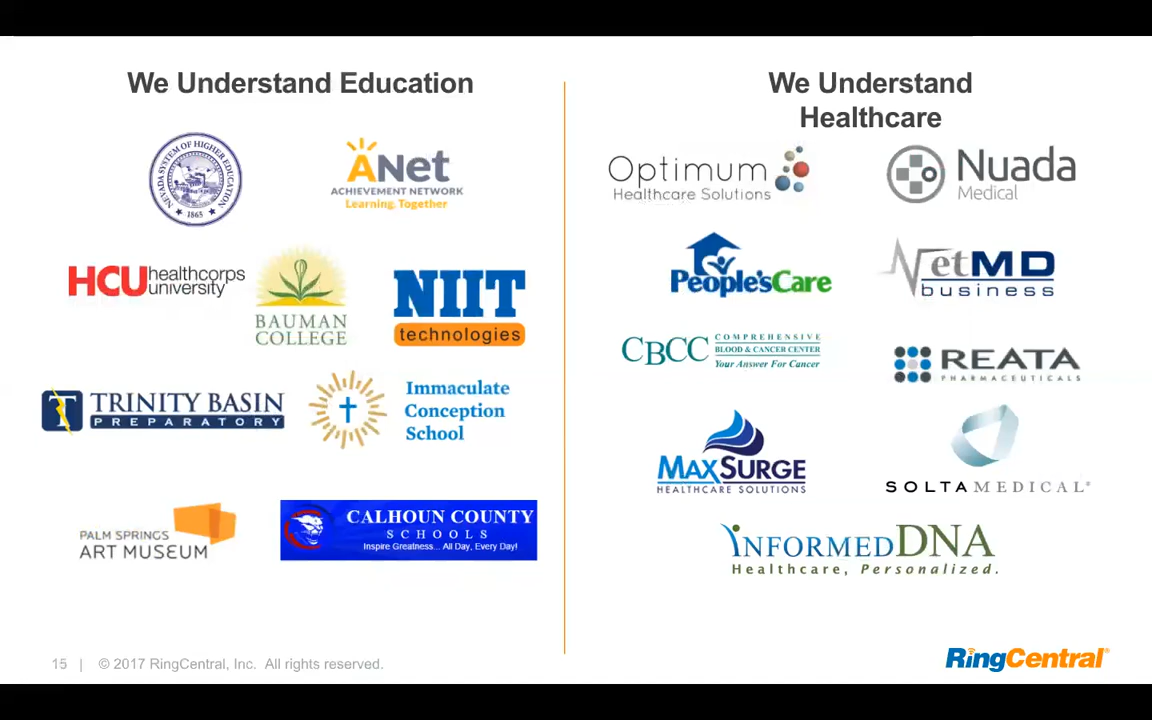 We Understand Education
NEVADA SYSTEM OF HIGHER EDUCATION
1865
ANet
ACHIEVEMENT NETWORK
Learning, Together
HCU healthcorps
university
BAUMAN
COLLEGE
NIIT
technologies
T TRINITY BASIN
PREPARATORY
Immaculate
Conception
School
PALM SPRINGS
ART MUSEUM
CALHOUN COUNTY
SCHOOLS
Inspire Greatness... All Day, Every Day!
We Understand
Healthcare
Optimum
Healthcare Solutions
Nuada
Medical
People'sCare
NetMD
business
CBCC COMPREHENSIVE
BLOOD & CANCER CENTER
Your Answer For Cancer
REATA
PHARMACEUTICALS
MAXSURGE
HEALTHCARE SOLUTIONS
SOLTAMEDICAL®
INFORMEDDNA
Healthcare, Personalized.
15 | © 2017 RingCentral, Inc. All rights reserved.
RingCentral®